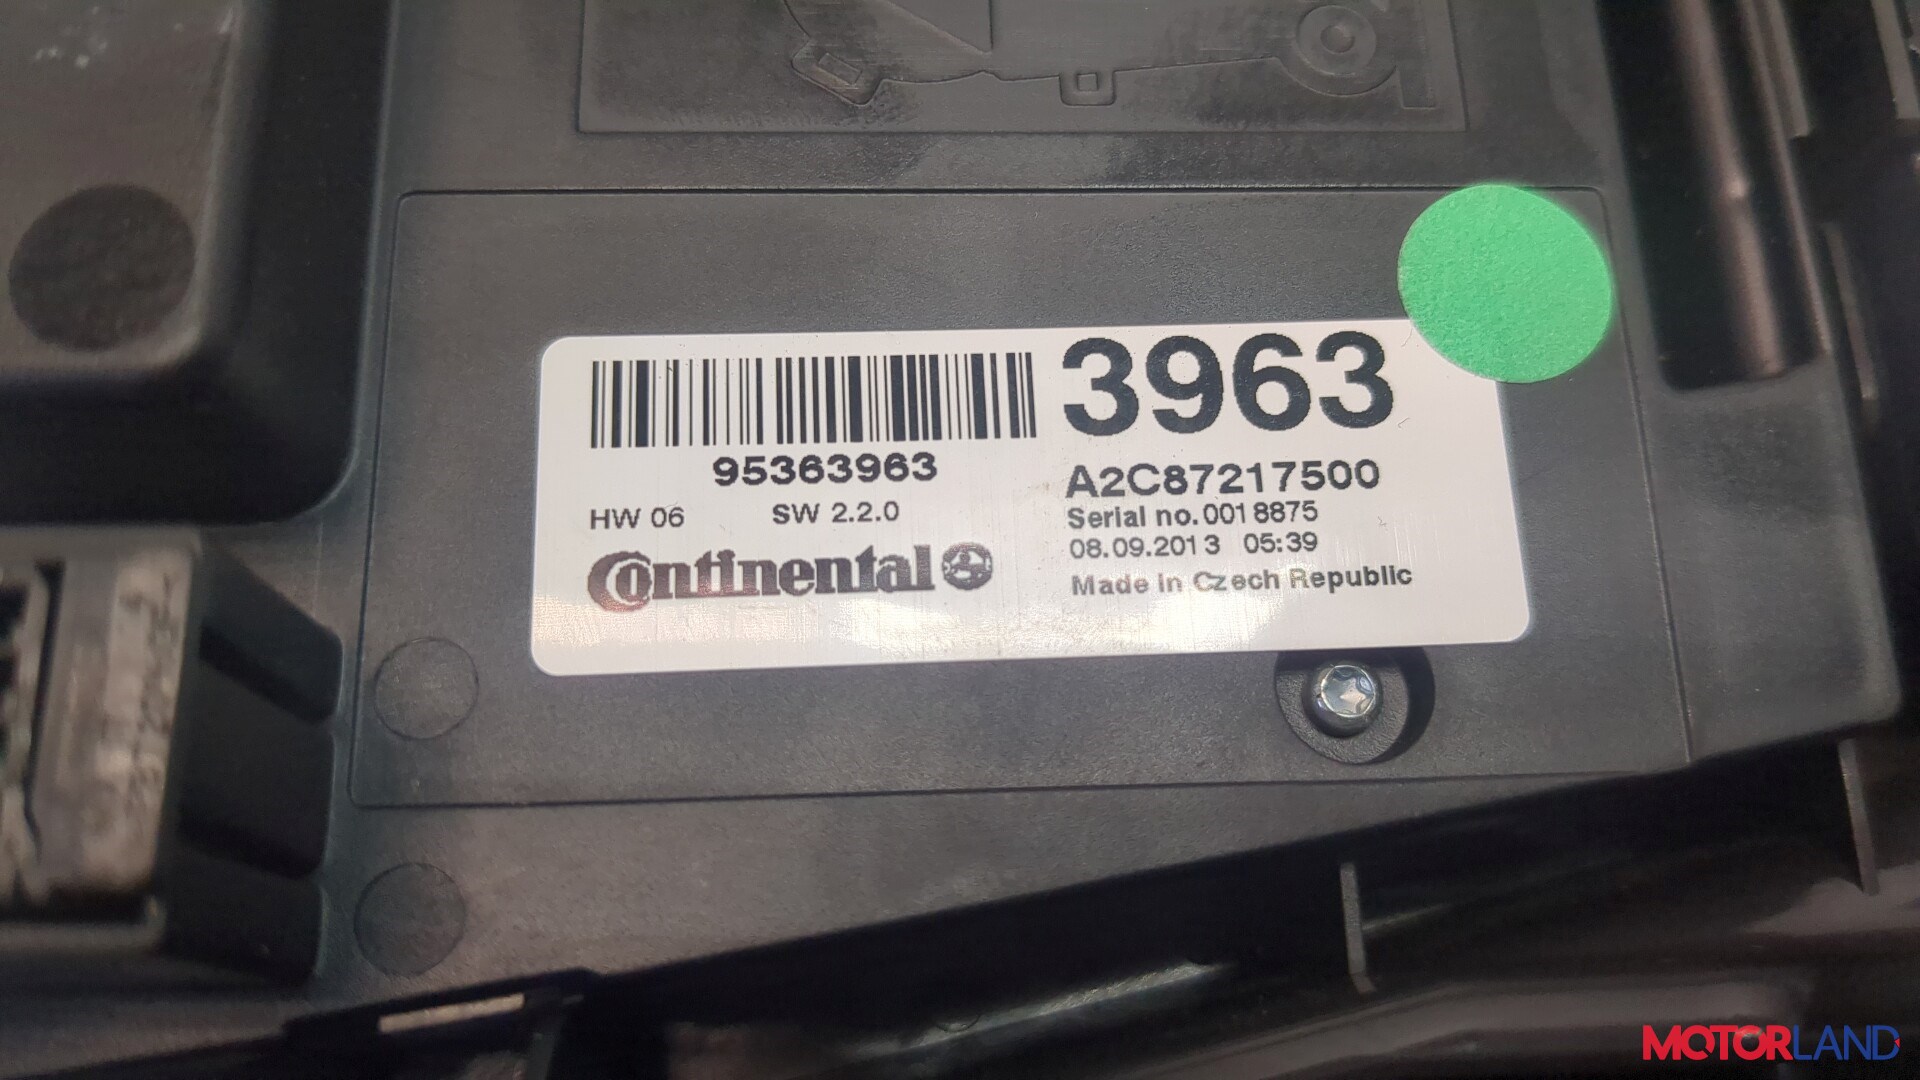 3963
95363963
A2C87217500
HW 06 SW 2.2.0
Serial no.0018875
08.09.2013 05:39
Continental
Made in Czech Republic
MOTORLAND